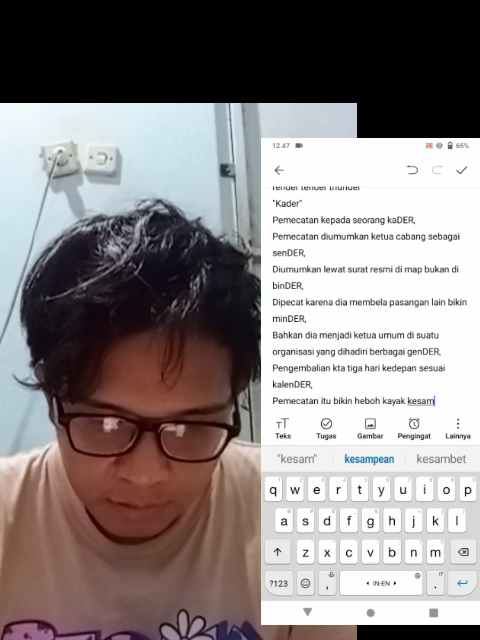 12.47
65%
render tender thunder
"Kader"
Pemecatan kepada seorang kaDER,
Pemecatan diumumkan ketua cabang sebagai
senDER,
Diumumkan lewat surat resmi di map bukan di
binDER,
Dipecat karena dia membela pasangan lain bikin
minDER,
Bahkan dia menjadi ketua umum di suatu
organisasi yang dihadiri berbagai genDER,
Pengembalian kta tiga hari kedepan sesuai
kalenDER,
Pemecatan itu bikin heboh kayak kesam
Teks Tugas Gambar Pengingat Lainnya
"kesam" kesampean kesambet
q w e r t y u i o p
a s d f g h j k l
z x c v b n m
?123 , IN-EN .